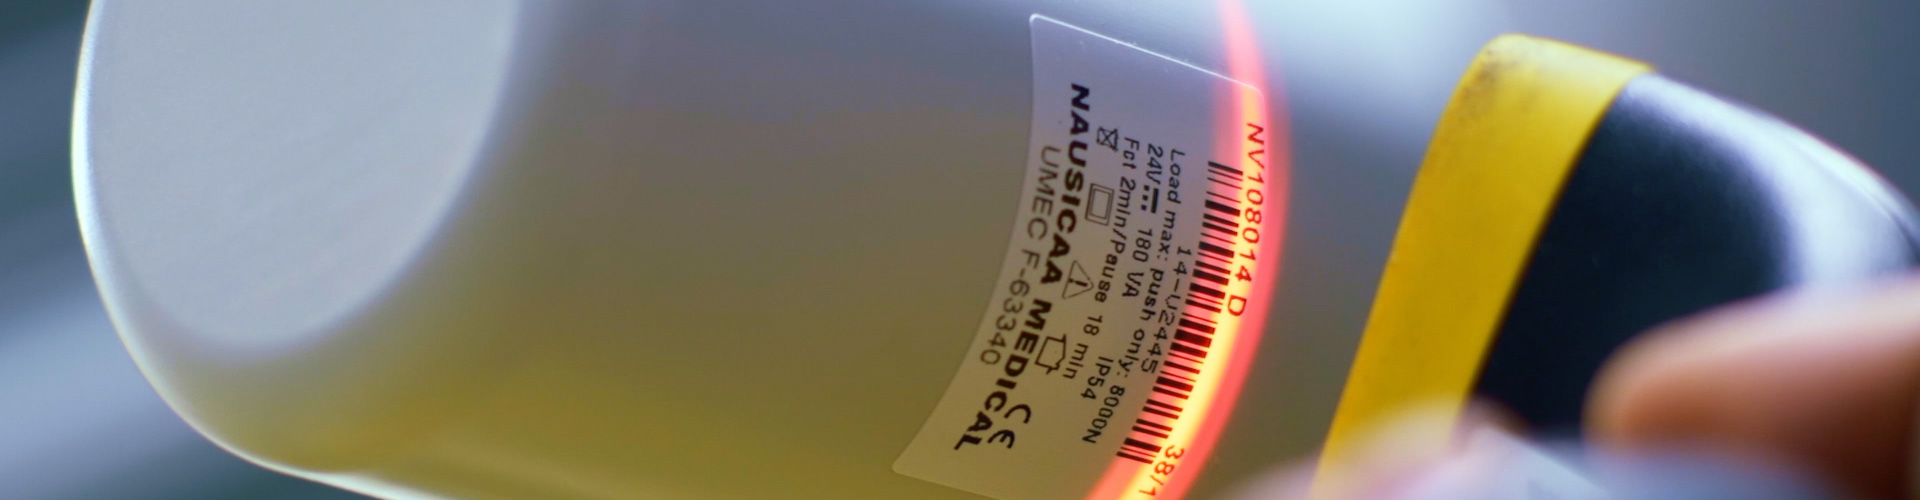 NV108014 D 38/1
14-U2445
Load max: push only: 8000N
24V 180 VA IP54
Fct 2min/Pause 18 min
NAUSICAA MEDICAL
UMEC F-63340
CE